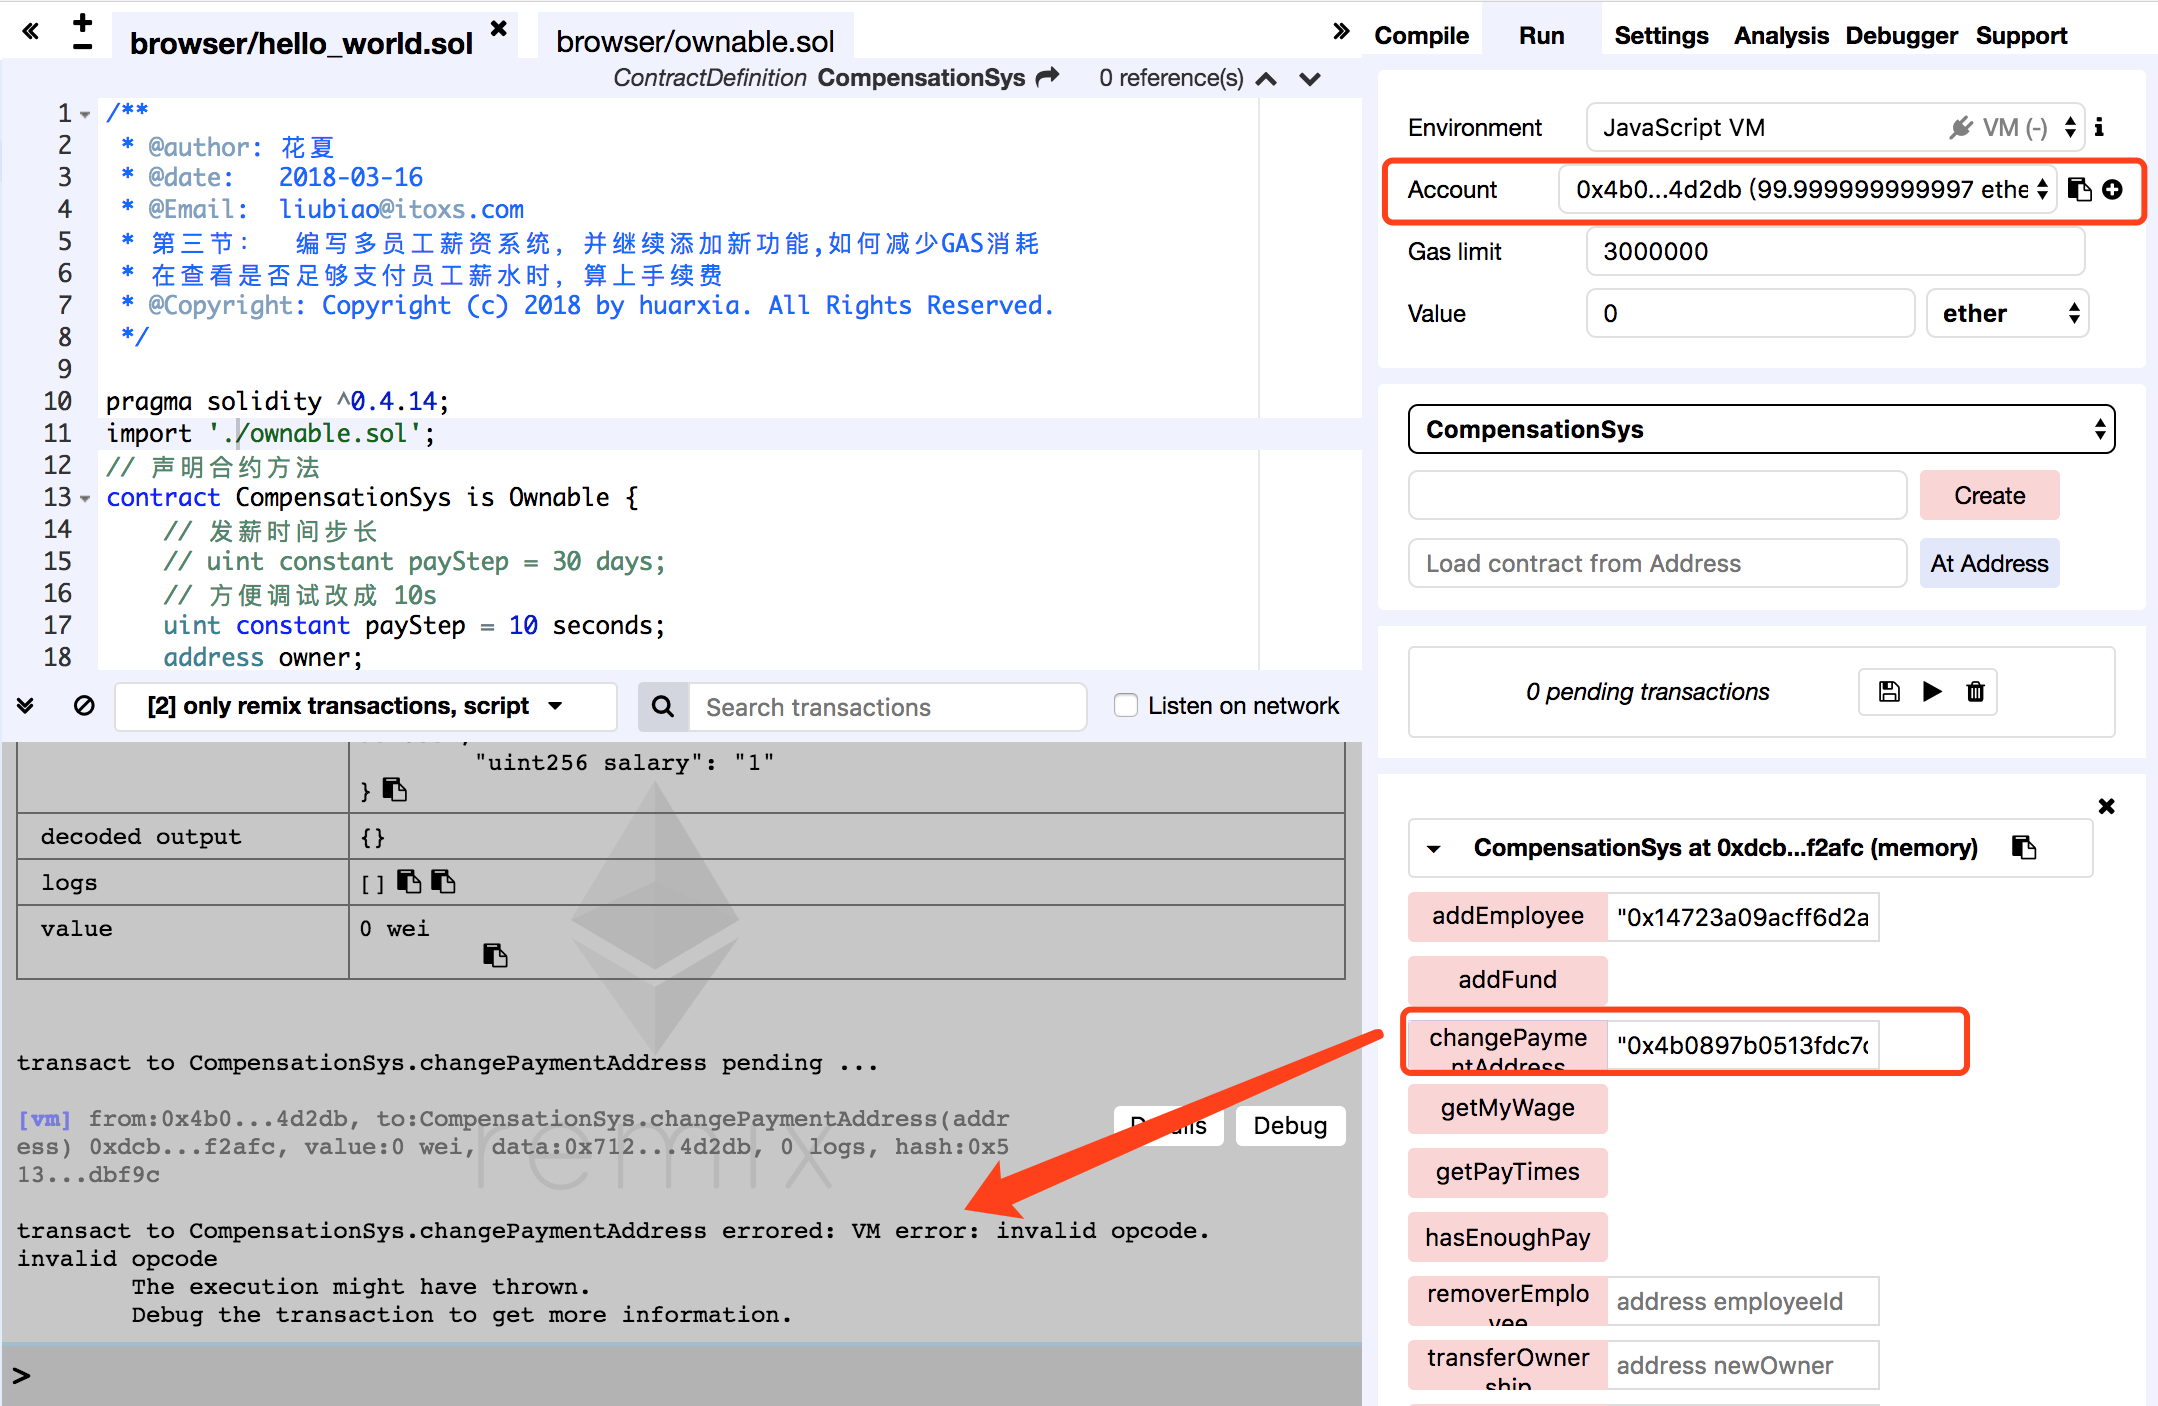 browser/hello_world.sol
browser/ownable.sol
ContractDefinition CompensationSys 0 reference(s)
1 /**
2 * @author: 花夏
3 * @date: 2018-03-16
4 * @Email: liubiao@itoxs.com
5 * 第三节： 编写多员工薪资系统，并继续添加新功能,如何减少GAS消耗
6 * 在查看是否足够支付员工薪水时，算上手续费
7 * @Copyright: Copyright (c) 2018 by huarxia. All Rights Reserved.
8 */
9
10 pragma solidity ^0.4.14;
11 import './ownable.sol';
12 // 声明合约方法
13 contract CompensationSys is Ownable {
14 // 发薪时间步长
15 // uint constant payStep = 30 days;
16 // 方便调试改成 10s
17 uint constant payStep = 10 seconds;
18 address owner;
[2] only remix transactions, script
Search transactions
Listen on network
"uint256 salary": "1"
}
decoded output {}
logs []
value 0 wei
transact to CompensationSys.changePaymentAddress pending ...
[vm] from:0x4b0...4d2db, to:CompensationSys.changePaymentAddress(addr
ess) 0xdcb...f2afc, value:0 wei, data:0x712...4d2db, 0 logs, hash:0x5
13...dbf9c
Debug
remix
transact to CompensationSys.changePaymentAddress errored: VM error: invalid opcode.
invalid opcode
The execution might have thrown.
Debug the transaction to get more information.
>
Compile Run Settings Analysis Debugger Support
Environment JavaScript VM VM (-)
Account 0x4b0...4d2db (99.999999999997 ethe
Gas limit 3000000
Value 0 ether
CompensationSys
Create
Load contract from Address At Address
0 pending transactions
CompensationSys at 0xdcb...f2afc (memory)
addEmployee "0x14723a09acff6d2a
addFund
changePayme
ntAddress
"0x4b0897b0513fdc7
getMyWage
getPayTimes
hasEnoughPay
removerEmplo
yee
address employeeId
transferOwner
ship
address newOwner